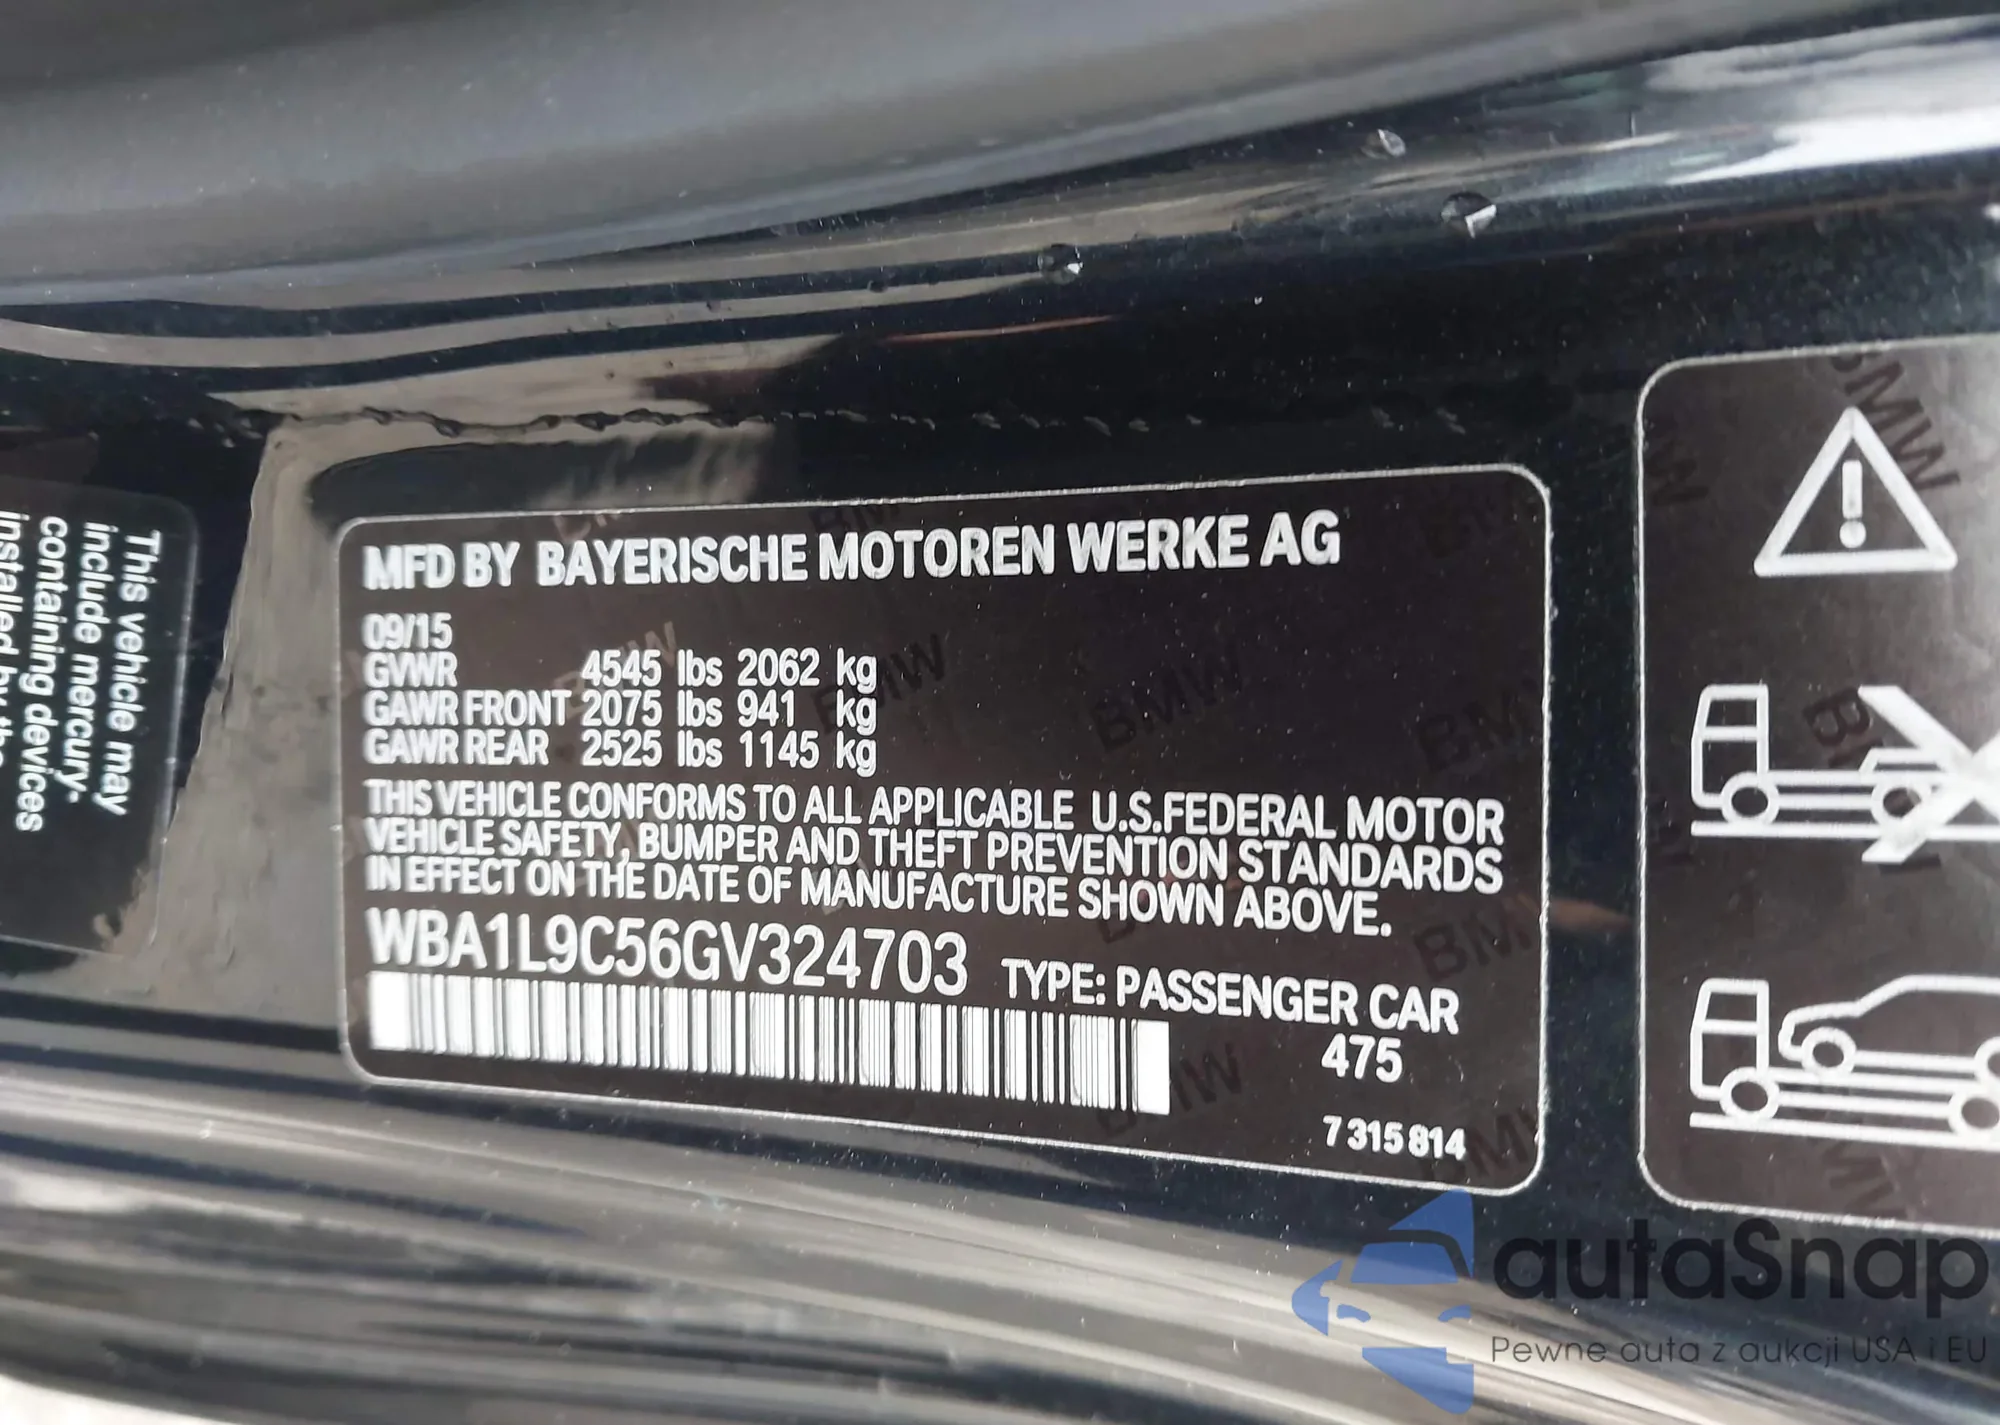 This vehicle may
include mercury-
containing devices
installed by the
MFD BY BAYERISCHE MOTOREN WERKE AG
09/15
GVWR 4545 lbs 2062 kg
GAWR FRONT 2075 lbs 941 kg
GAWR REAR 2525 lbs 1145 kg
THIS VEHICLE CONFORMS TO ALL APPLICABLE U.S.FEDERAL MOTOR
VEHICLE SAFETY, BUMPER AND THEFT PREVENTION STANDARDS
IN EFFECT ON THE DATE OF MANUFACTURE SHOWN ABOVE.
WBA1L9C56GV324703 TYPE: PASSENGER CAR
475
7 315 814
autaSnap
Pewne auta z aukcji USA i EU